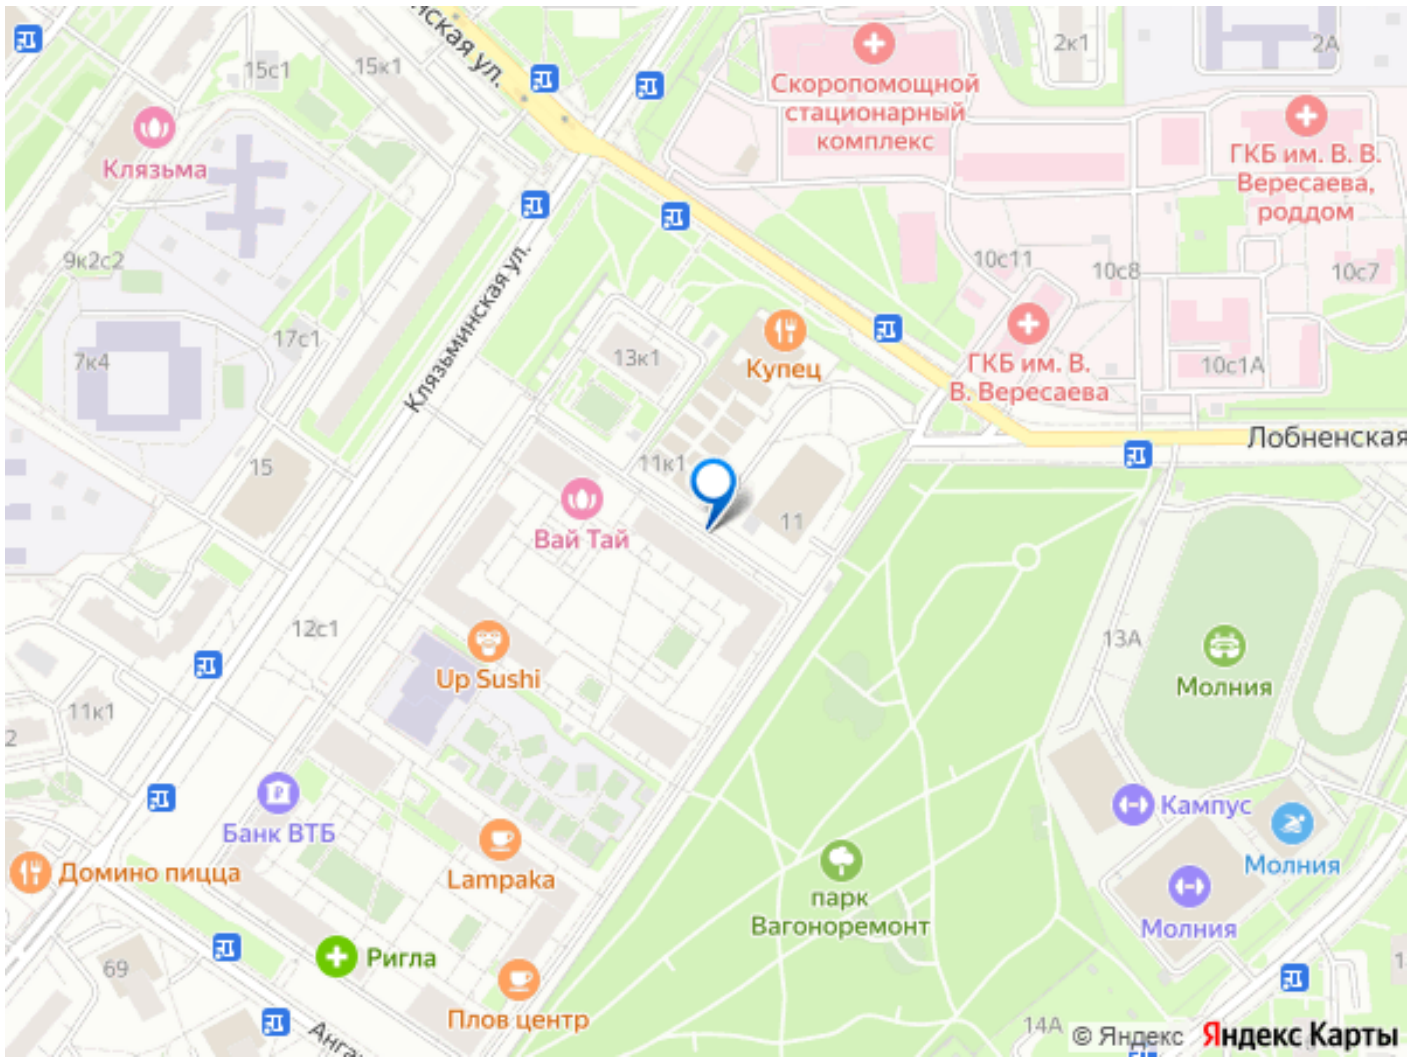 нская ул.
2к1
2А
15с1
15к1
Скоропомощной
стационарный
комплекс
Клязьма
ГКБ им. В. В.
Вересаева,
роддом
9к2с2
Клязьминская ул.
10с11
10с8
10с7
17с1
7к4
13к1
Купец
ГКБ им. В.
В. Вересаева
10с1А
Лобненская
15
11к1
11
Вай Тай
12с1
13А
Up Sushi
Молния
11к1
2
Банк ВТБ
Кампус
Домино пицца
Lampaka
Молния
парк
Вагоноремонт
Молния
Ригла
69
Плов центр
14А
1
Анга
© Яндекс Яндекс Карты